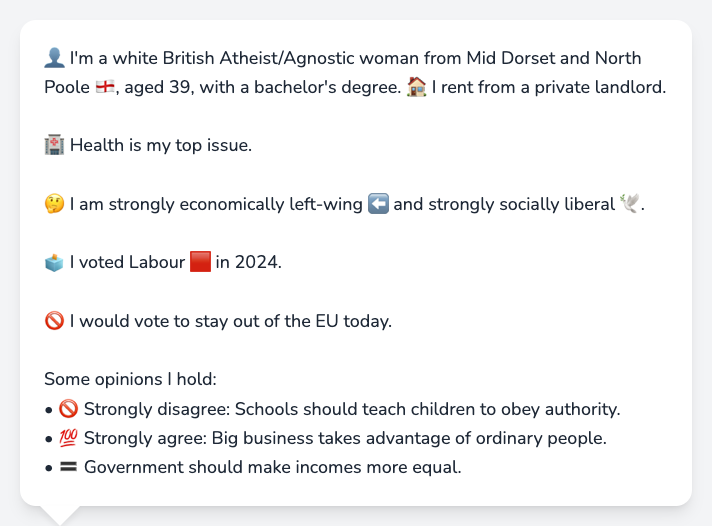 👤 I'm a white British Atheist/Agnostic woman from Mid Dorset and North
Poole 🏴󠁧󠁢󠁥󠁮󠁧󠁿, aged 39, with a bachelor's degree. 🏠 I rent from a private landlord.
🏥 Health is my top issue.
🤔 I am strongly economically left-wing ⬅️ and strongly socially liberal 🕊️.
🗳️ I voted Labour 🟥 in 2024.
🚫 I would vote to stay out of the EU today.
Some opinions I hold:
• 🚫 Strongly disagree: Schools should teach children to obey authority.
• 💯 Strongly agree: Big business takes advantage of ordinary people.
• 🟰 Government should make incomes more equal.